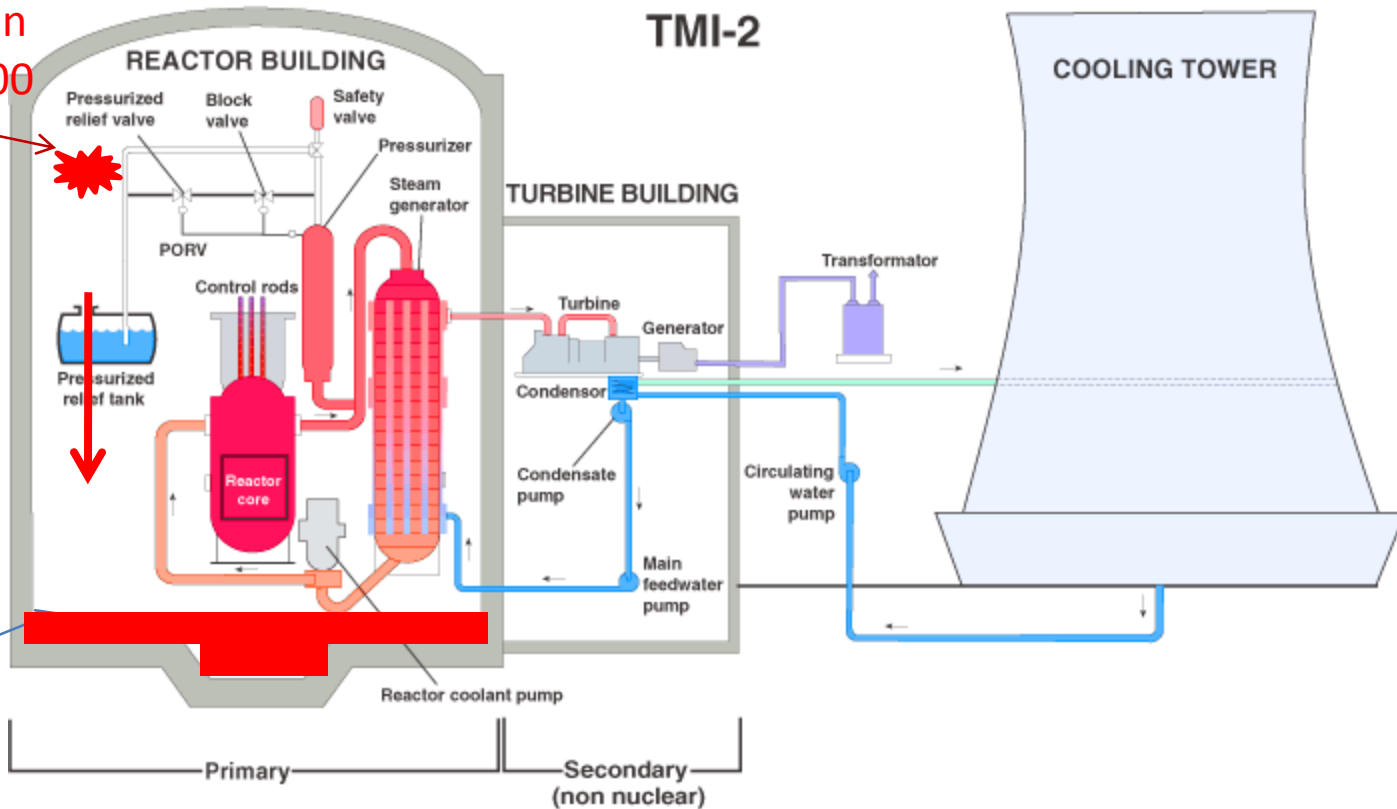 TMI-2
REACTOR BUILDING
COOLING TOWER
Pressurized
relief valve
Block
valve
Safety
valve
Pressurizer
Steam
generator
TURBINE BUILDING
PORV
Control rods
Transformator
Turbine
Generator
Pressurized
relief tank
Condensor
Reactor
core
Condensate
pump
Circulating
water
pump
Main
feedwater
pump
Reactor coolant pump
Primary
Secondary
(non nuclear)